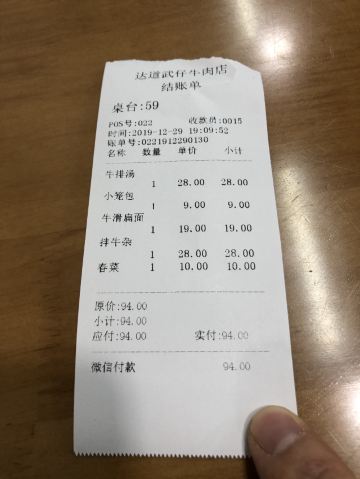 达道武仔牛肉店
结账单
桌台:59
POS号:022 收款员:0015
时间:2019-12-29 19:09:52
账单号:0221912290130
名称 数量 单价 小计
牛排汤
1 28.00 28.00
小笼包
1 9.00 9.00
牛滑扁面
1 19.00 19.00
拌牛杂
1 28.00 28.00
春菜 1 10.00 10.00
原价:94.00
小计:94.00
应付:94.00 实付:94.00
微信付款 94.00